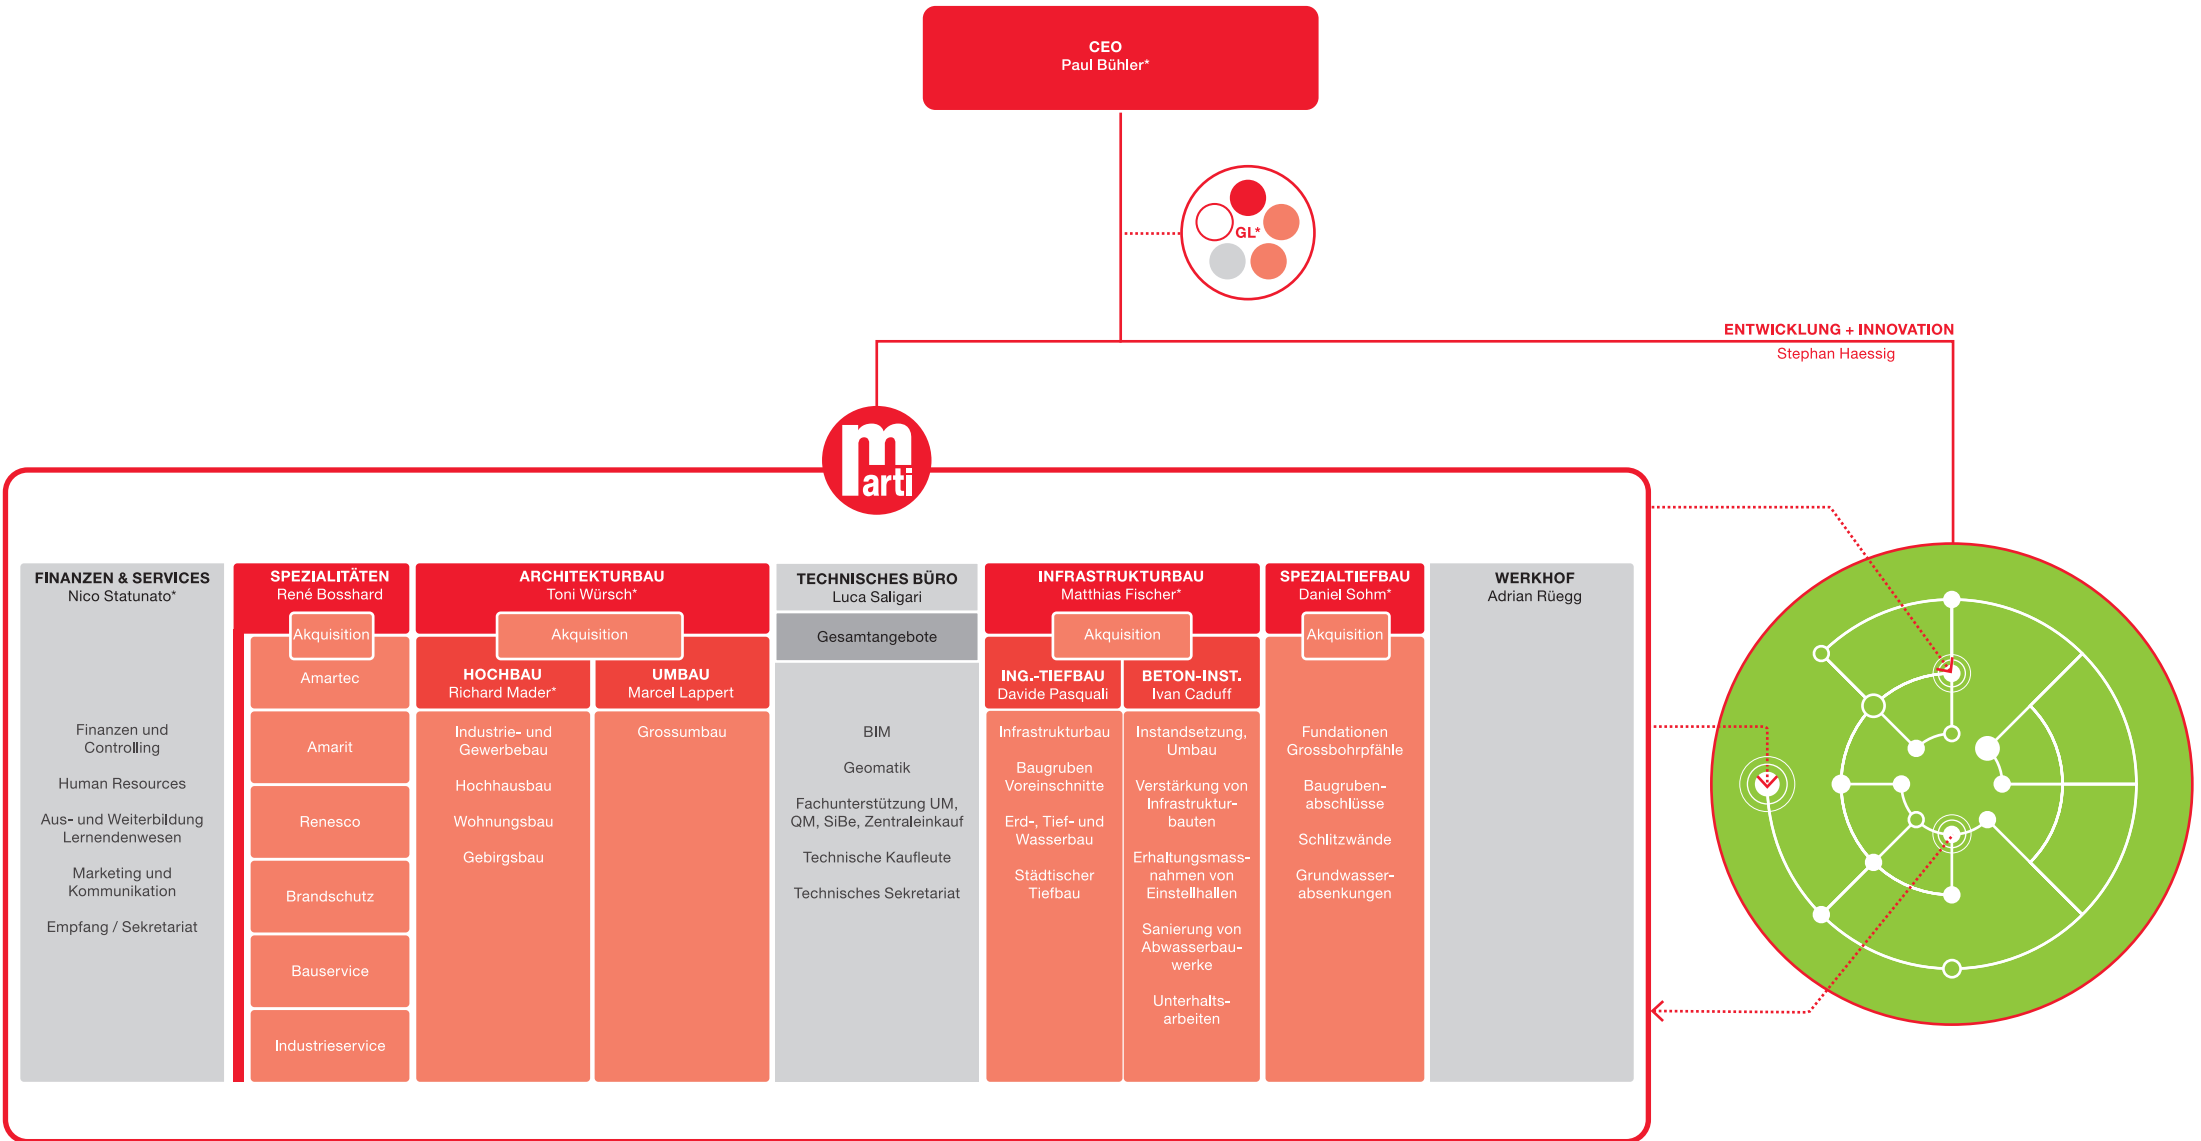 CEO
Paul Bühler*
GL*
ENTWICKLUNG + INNOVATION
Stephan Haessig
marti
FINANZEN & SERVICES
Nico Statunato*
Finanzen und
Controlling
Human Resources
Aus- und Weiterbildung
Lernendenwesen
Marketing und
Kommunikation
Empfang / Sekretariat
SPEZIALITÄTEN
René Bosshard
Akquisition
Amartec
Amarit
Renesco
Brandschutz
Bauservice
Industrieservice
ARCHITEKTURBAU
Toni Würsch*
Akquisition
HOCHBAU
Richard Mader*
Industrie- und
Gewerbebau
Hochhausbau
Wohnungsbau
Gebirgsbau
UMBAU
Marcel Lappert
Grossumbau
TECHNISCHES BÜRO
Luca Saligari
Gesamtangebote
BIM
Geomatik
Fachunterstützung UM,
QM, SiBe, Zentraleinkauf
Technische Kaufleute
Technisches Sekretariat
INFRASTRUKTURBAU
Matthias Fischer*
Akquisition
ING.-TIEFBAU
Davide Pasquali
Infrastrukturbau
Baugruben
Voreinschnitte
Erd-, Tief- und
Wasserbau
Städtischer
Tiefbau
BETON-INST.
Ivan Caduff
Instandsetzung,
Umbau
Verstärkung von
Infrastruktur-
bauten
Erhaltungsmass-
nahmen von
Einstellhallen
Sanierung von
Abwasserbau-
werke
Unterhalts-
arbeiten
SPEZIALTIEFBAU
Daniel Sohm*
Akquisition
Fundationen
Grossbohrpfähle
Baugruben-
abschlüsse
Schlitzwände
Grundwasser-
absenkungen
WERKHOF
Adrian Rüegg